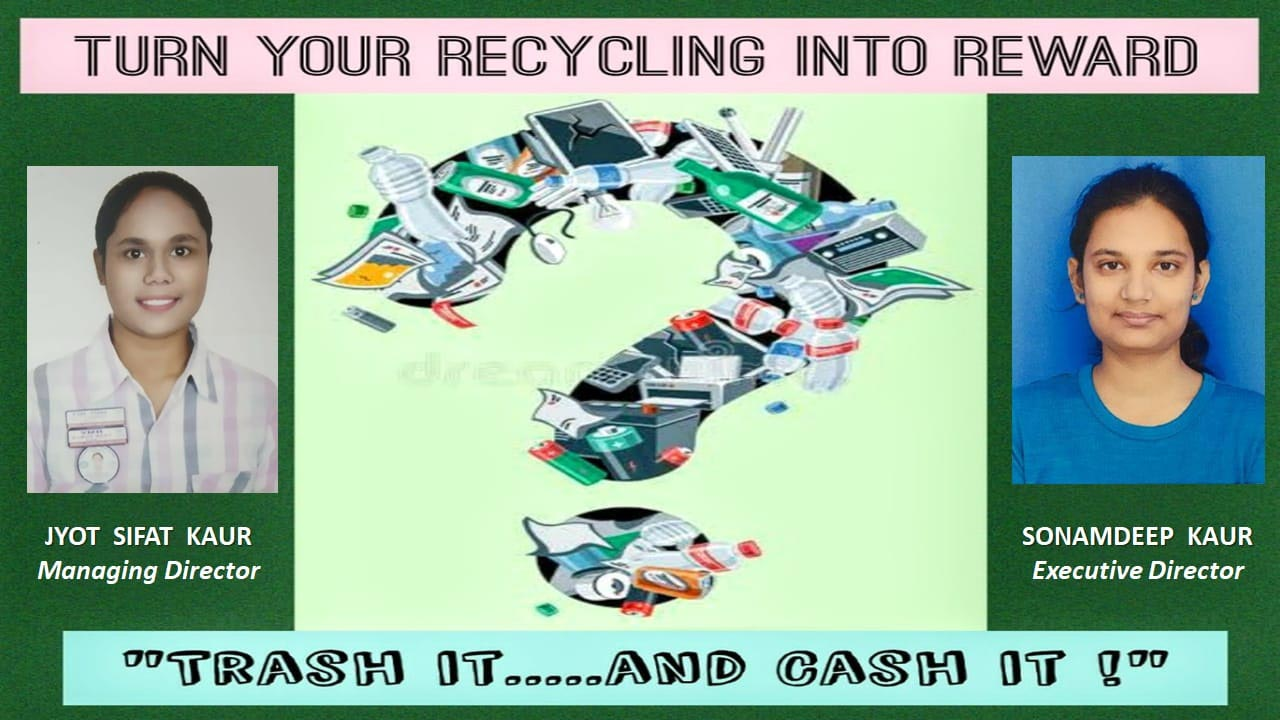 TURN YOUR RECYCLING INTO REWARD
JYOT SIFAT KAUR
Managing Director
SONAMDEEP KAUR
Executive Director
"TRASH IT.....AND CASH IT !"